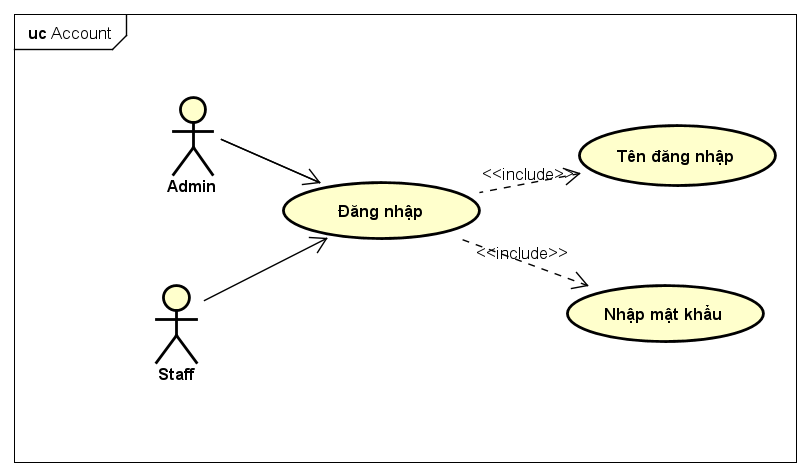 uc Account
Admin
Staff
Đăng nhập
<<include>>
Tên đăng nhập
<<include>>
Nhập mật khẩu